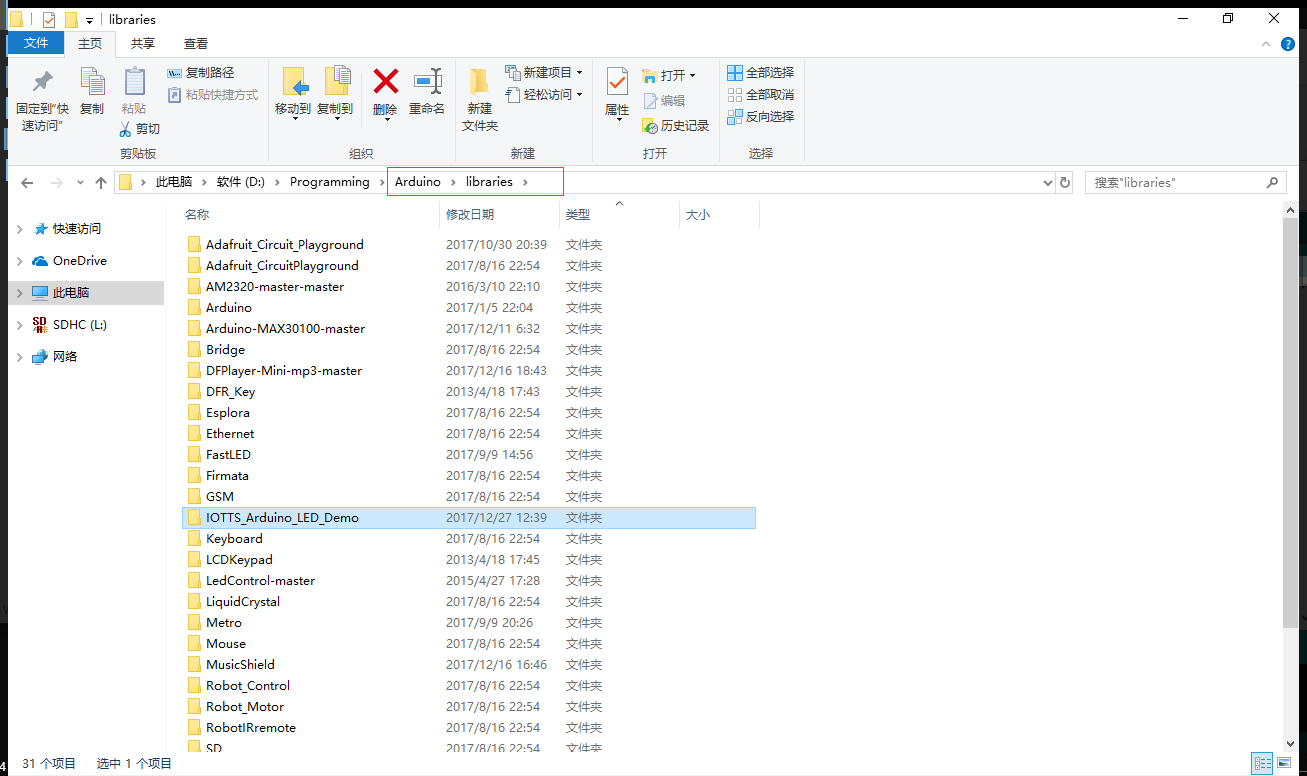 libraries
文件 主页 共享 查看
固定到"快速访问"
复制
粘贴
复制路径
粘贴快捷方式
剪切
剪贴板
移动到
复制到
删除
重命名
组织
新建文件夹
新建项目
轻松访问
新建
属性
打开
编辑
历史记录
打开
全部选择
全部取消
反向选择
选择
此电脑 › 软件 (D:) › Programming › Arduino › libraries ›
搜索"libraries"
快速访问
OneDrive
此电脑
SDHC (L:)
网络
名称 修改日期 类型 大小
Adafruit_Circuit_Playground 2017/10/30 20:39 文件夹
Adafruit_CircuitPlayground 2017/8/16 22:54 文件夹
AM2320-master-master 2016/3/10 22:10 文件夹
Arduino 2017/1/5 22:04 文件夹
Arduino-MAX30100-master 2017/12/11 6:32 文件夹
Bridge 2017/8/16 22:54 文件夹
DFPlayer-Mini-mp3-master 2017/12/16 18:43 文件夹
DFR_Key 2013/4/18 17:43 文件夹
Esplora 2017/8/16 22:54 文件夹
Ethernet 2017/8/16 22:54 文件夹
FastLED 2017/9/9 14:56 文件夹
Firmata 2017/8/16 22:54 文件夹
GSM 2017/8/16 22:54 文件夹
IOTTS_Arduino_LED_Demo 2017/12/27 12:39 文件夹
Keyboard 2017/8/16 22:54 文件夹
LCDKeypad 2013/4/18 17:45 文件夹
LedControl-master 2015/4/27 17:28 文件夹
LiquidCrystal 2017/8/16 22:54 文件夹
Metro 2017/9/9 20:26 文件夹
Mouse 2017/8/16 22:54 文件夹
MusicShield 2017/12/16 16:46 文件夹
Robot_Control 2017/8/16 22:54 文件夹
Robot_Motor 2017/8/16 22:54 文件夹
RobotIRremote 2017/8/16 22:54 文件夹
SD 2017/8/16 22:54 文件夹
31 个项目 选中 1 个项目